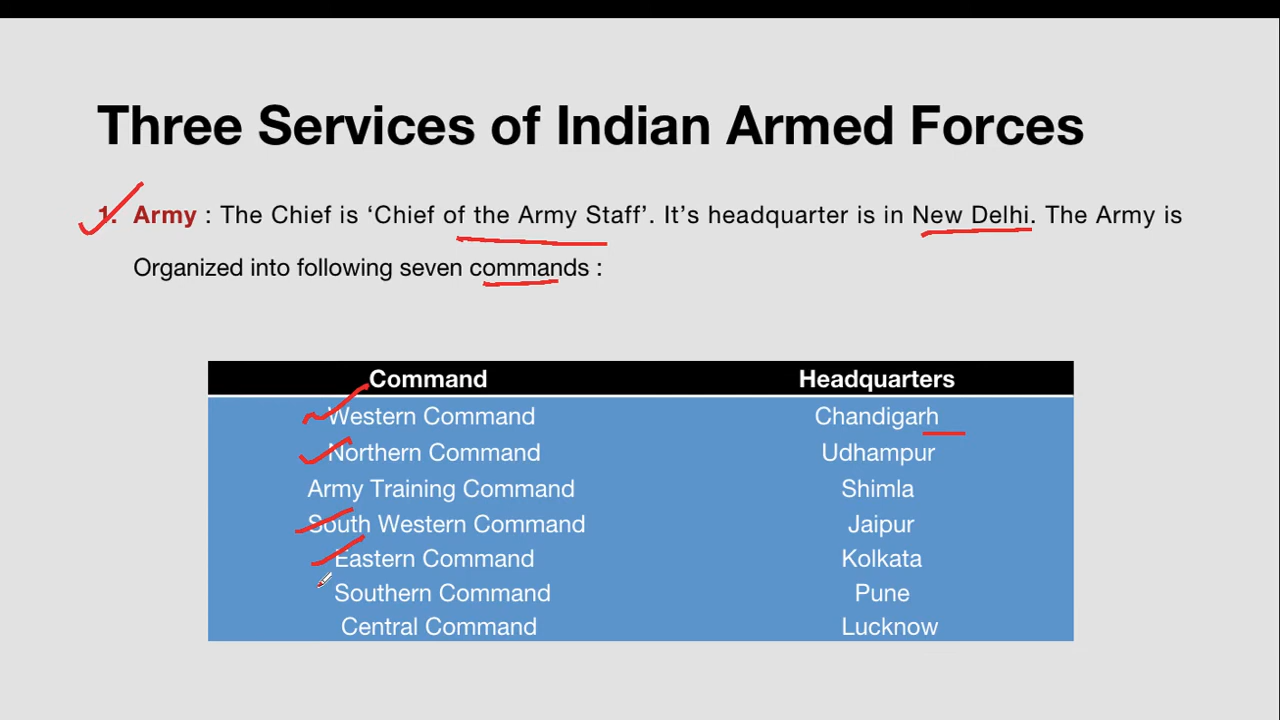 Three Services of Indian Armed Forces
1. Army : The Chief is ‘Chief of the Army Staff’. It’s headquarter is in New Delhi. The Army is
Organized into following seven commands :
Command Headquarters
Western Command Chandigarh
Northern Command Udhampur
Army Training Command Shimla
South Western Command Jaipur
Eastern Command Kolkata
Southern Command Pune
Central Command Lucknow